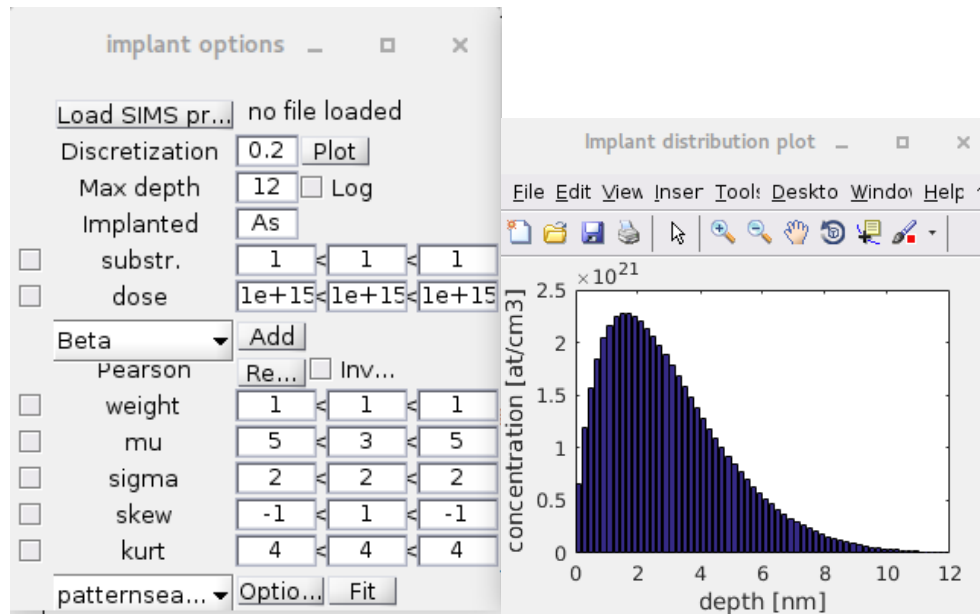 implant options
Load SIMS pr... no file loaded
Discretization 0.2 Plot
Max depth 12 Log
Implanted As
substr. 1 < 1 < 1
dose 1e+15 < 1e+15 < 1e+15
Beta Add
Pearson Re... Inv...
weight 1 < 1 < 1
mu 5 < 3 < 5
sigma 2 < 2 < 2
skew -1 < 1 < -1
kurt 4 < 4 < 4
patternsea... Optio... Fit
Implant distribution plot
File Edit View Inser Tools Deskto Window Help
×10^21
2.5
2
1.5
1
0.5
0
concentration [at/cm3]
0 2 4 6 8 10 12
depth [nm]